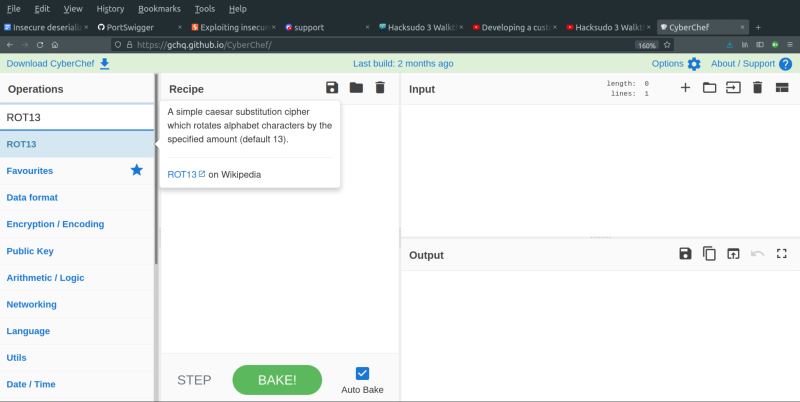 File Edit View History Bookmarks Tools Help
Insecure deseriali × PortSwigger × Exploiting insecur × support × Hacksudo 3 Walkt × Developing a cust × Hacksudo 3 Walkt × CyberChef × +
https://gchq.github.io/CyberChef/ 160%
Download CyberChef Last build: 2 months ago Options About / Support
Operations
ROT13
ROT13
Favourites
Data format
Encryption / Encoding
Public Key
Arithmetic / Logic
Networking
Language
Utils
Date / Time
Recipe
A simple caesar substitution cipher
which rotates alphabet characters by the
specified amount (default 13).
ROT13 on Wikipedia
STEP BAKE! Auto Bake
Input length: 0
lines: 1
Output